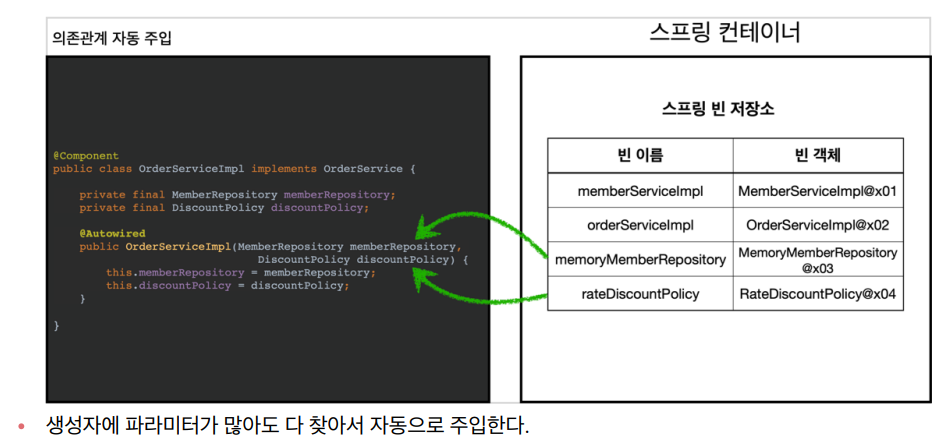 의존관계 자동 주입
스프링 컨테이너
@Component
public class OrderServiceImpl implements OrderService {
private final MemberRepository memberRepository;
private final DiscountPolicy discountPolicy;
@Autowired
public OrderServiceImpl(MemberRepository memberRepository,
DiscountPolicy discountPolicy) {
this.memberRepository = memberRepository;
this.discountPolicy = discountPolicy;
}
}
스프링 빈 저장소
빈 이름 빈 객체
memberServiceImpl MemberServiceImpl@x01
orderServiceImpl OrderServiceImpl@x02
memoryMemberRepository MemoryMemberRepository
@x03
rateDiscountPolicy RateDiscountPolicy@x04
• 생성자에 파라미터가 많아도 다 찾아서 자동으로 주입한다.